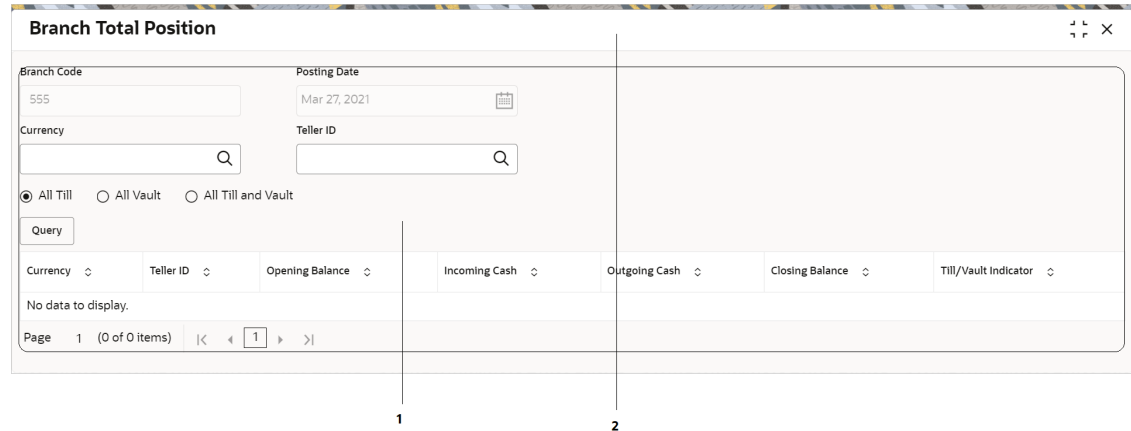 Branch Total Position
Branch Code Posting Date
555 Mar 27, 2021
Currency Teller ID
All Till All Vault All Till and Vault
Query
Currency Teller ID Opening Balance Incoming Cash Outgoing Cash Closing Balance Till/Vault Indicator
No data to display.
Page 1 (0 of 0 items) 1
1 2